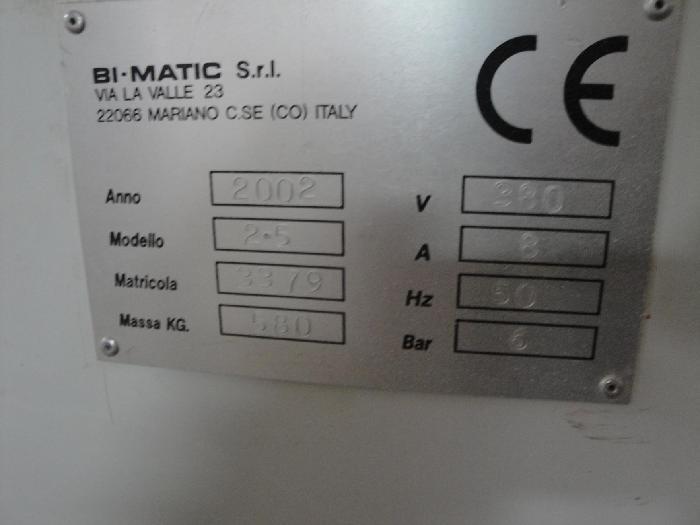 BI·MATIC S.r.l.
VIA LA VALLE 23
22066 MARIANO C.SE (CO) ITALY
CE
Anno 2002
Modello 2.5
Matricola 3379
Massa KG. 580
V 380
A 8
Hz 50
Bar 6